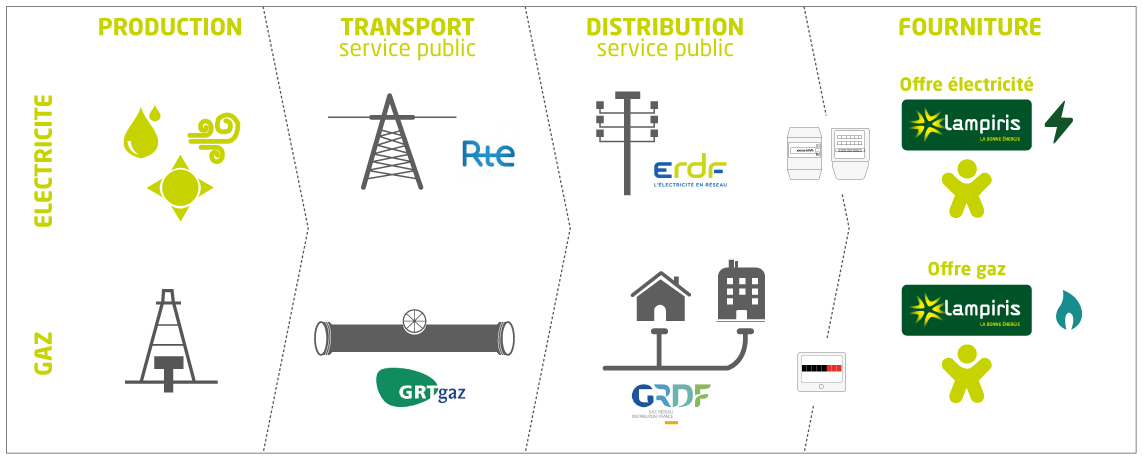 PRODUCTION
TRANSPORT
service public
DISTRIBUTION
service public
FOURNITURE
ELECTRICITE
Rte
erdf
L'ÉLECTRICITÉ EN RÉSEAU
Offre électricité
Lampiris
LA BONNE ÉNERGIE
GAZ
GRTgaz
GRDF
GAZ RÉSEAU
DISTRIBUTION FRANCE
Offre gaz
Lampiris
LA BONNE ÉNERGIE